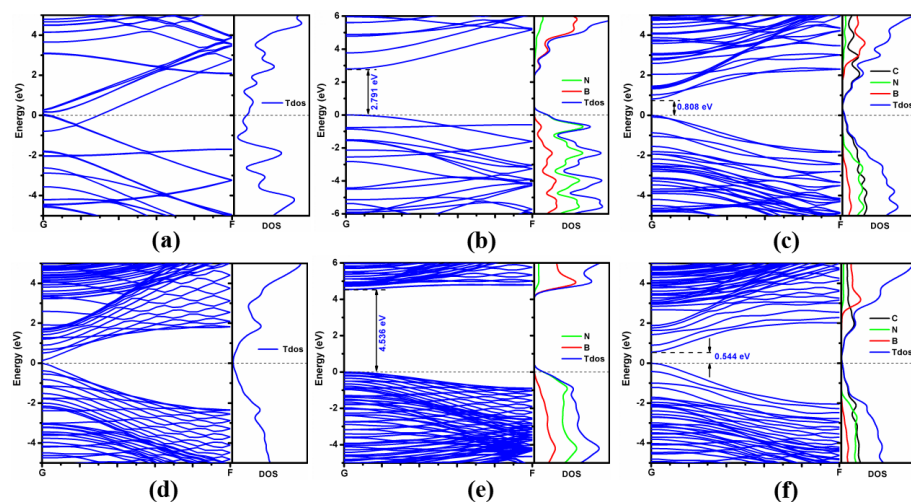 Energy (eV)
4
2
0
-2
-4
G
F
DOS
Tdos
(a)
Energy (eV)
6
4
2
0
-2
-4
6
2.791 eV
G
F
DOS
N
B
Tdos
(b)
Energy (eV)
4
2
0
-2
-4
0.808 eV
G
F
DOS
C
N
B
Tdos
(c)
Energy (eV)
4
2
0
-2
-4
G
F
DOS
Tdos
(d)
Energy (eV)
6
4
2
0
-2
-4
4.536 eV
G
F
DOS
N
B
Tdos
(e)
Energy (eV)
4
2
0
-2
-4
0.544 eV
G
F
DOS
C
N
B
Tdos
(f)